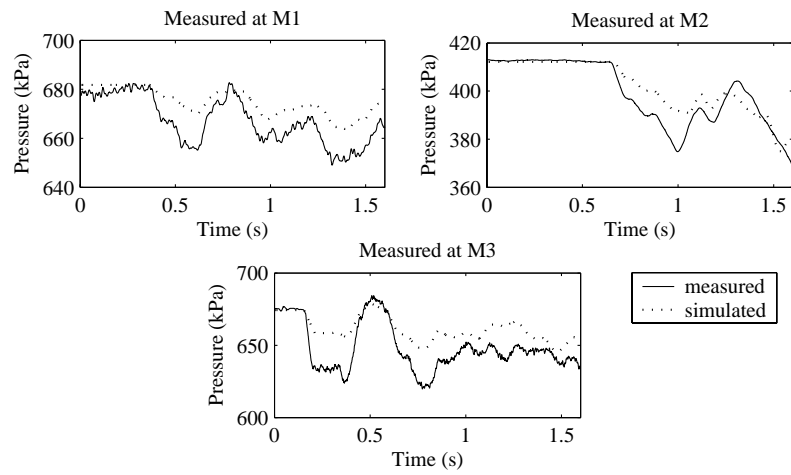 Measured at M1
700
680
660
640
0
0.5
1
1.5
Pressure (kPa)
Time (s)
Measured at M2
420
400
380
360
0
0.5
1
1.5
Pressure (kPa)
Time (s)
Measured at M3
700
650
600
0
0.5
1
1.5
Pressure (kPa)
Time (s)
measured
simulated